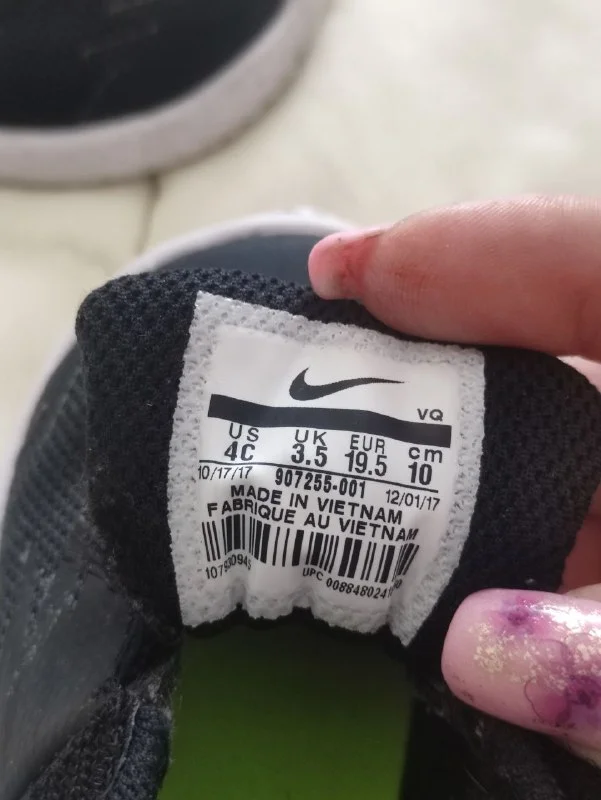 VQ
US UK EUR cm
4C 3.5 19.5 10
10/17/17 907255-001 12/01/17
MADE IN VIETNAM
FABRIQUE AU VIETNAM
UPC